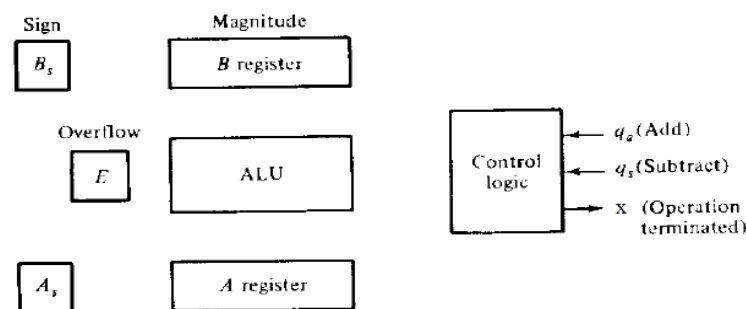 Sign
Magnitude
B_s
B register
Overflow
E
ALU
Control
logic
q_a (Add)
q_s (Subtract)
x (Operation
terminated)
A_s
A register